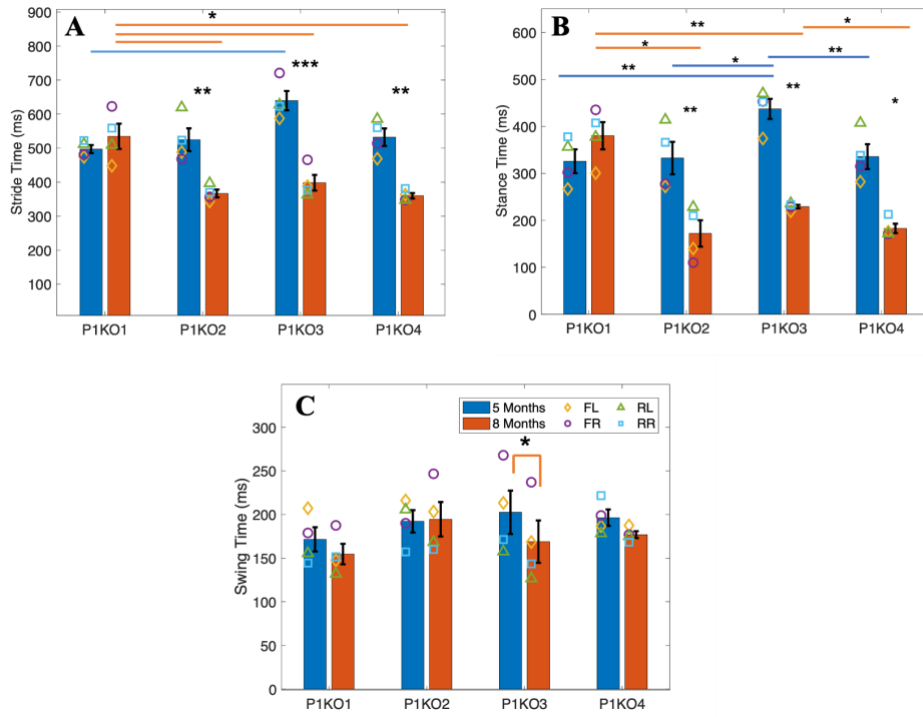 A
*
** *** **
Stride Time (ms)
900
800
700
600
500
400
300
200
100
P1KO1 P1KO2 P1KO3 P1KO4
B
** *
*
** * **
** ** *
Stance Time (ms)
600
500
400
300
200
100
0
P1KO1 P1KO2 P1KO3 P1KO4
C
5 Months FL RL
8 Months FR RR
*
Swing Time (ms)
300
250
200
150
100
50
0
P1KO1 P1KO2 P1KO3 P1KO4